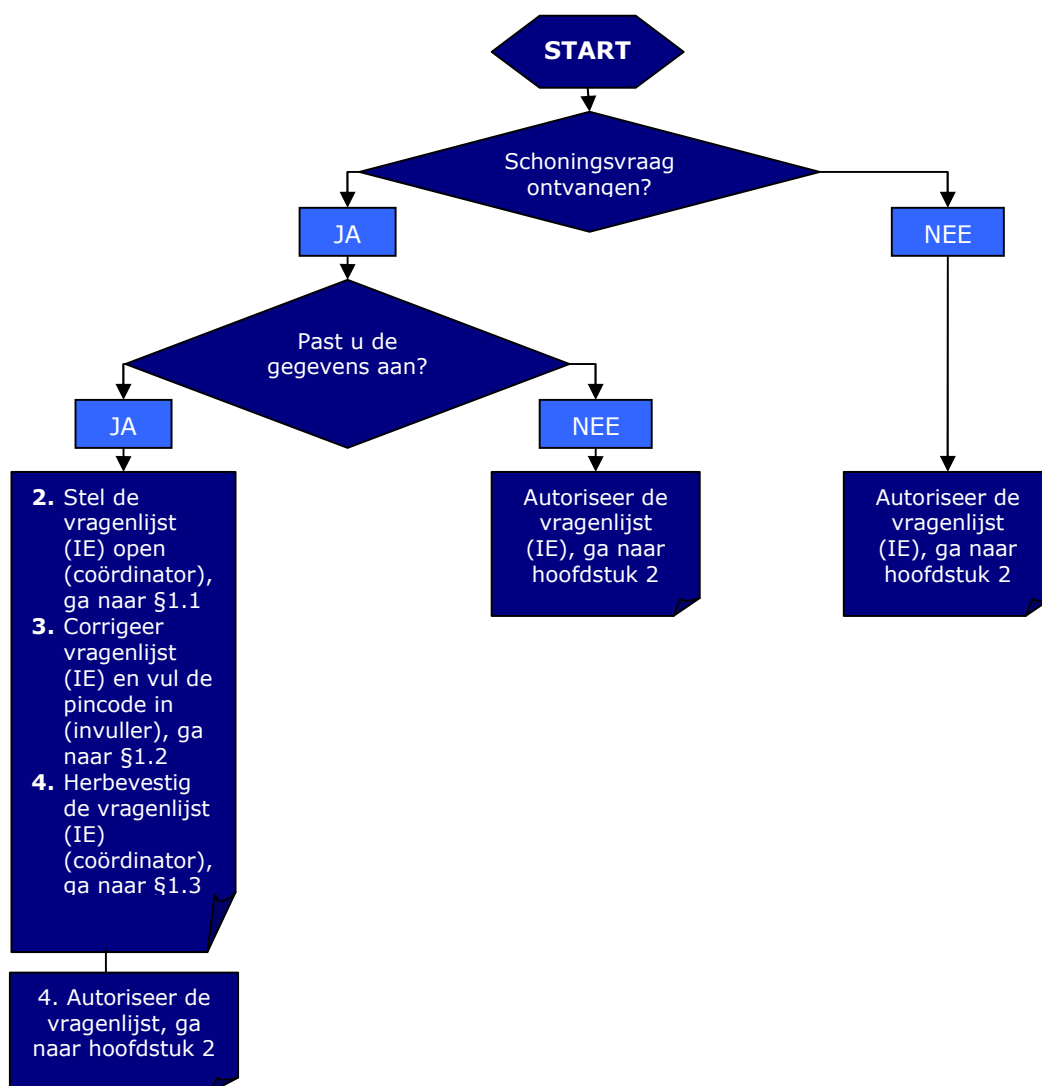 START
Schoningsvraag
ontvangen?
JA
NEE
Past u de
gegevens aan?
JA
NEE
2. Stel de
vragenlijst
(IE) open
(coördinator),
ga naar §1.1
3. Corrigeer
vragenlijst
(IE) en vul de
pincode in
(invuller), ga
naar §1.2
4. Herbevestig
de vragenlijst
(IE)
(coördinator),
ga naar §1.3
Autoriseer de
vragenlijst
(IE), ga naar
hoofdstuk 2
Autoriseer de
vragenlijst
(IE), ga naar
hoofdstuk 2
4. Autoriseer de
vragenlijst, ga
naar hoofdstuk 2